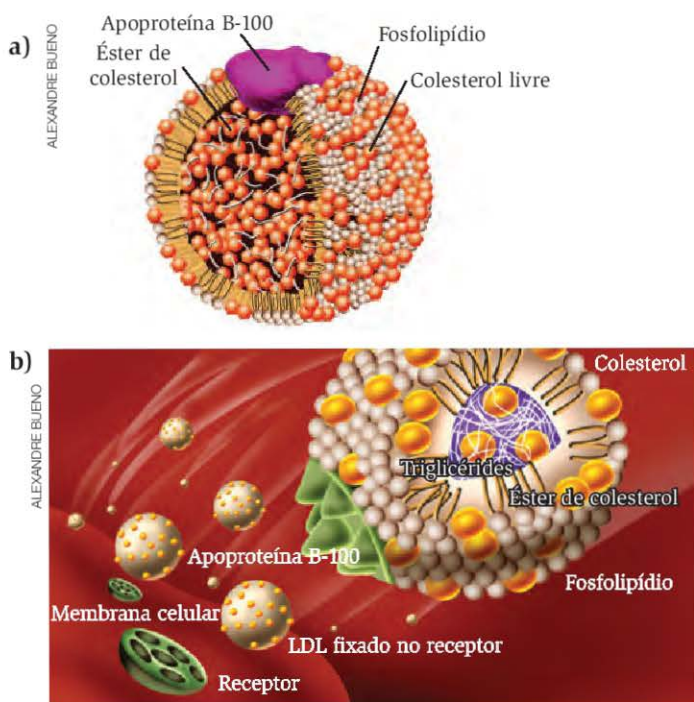 a)
ALEXANDRE BUENO
Apoproteína B-100
Éster de
colesterol
Fosfolipídio
Colesterol livre
b)
ALEXANDRE BUENO
Colesterol
Triglicérides
Éster de colesterol
Apoproteína B-100
Fosfolipídio
Membrana celular
LDL fixado no receptor
Receptor